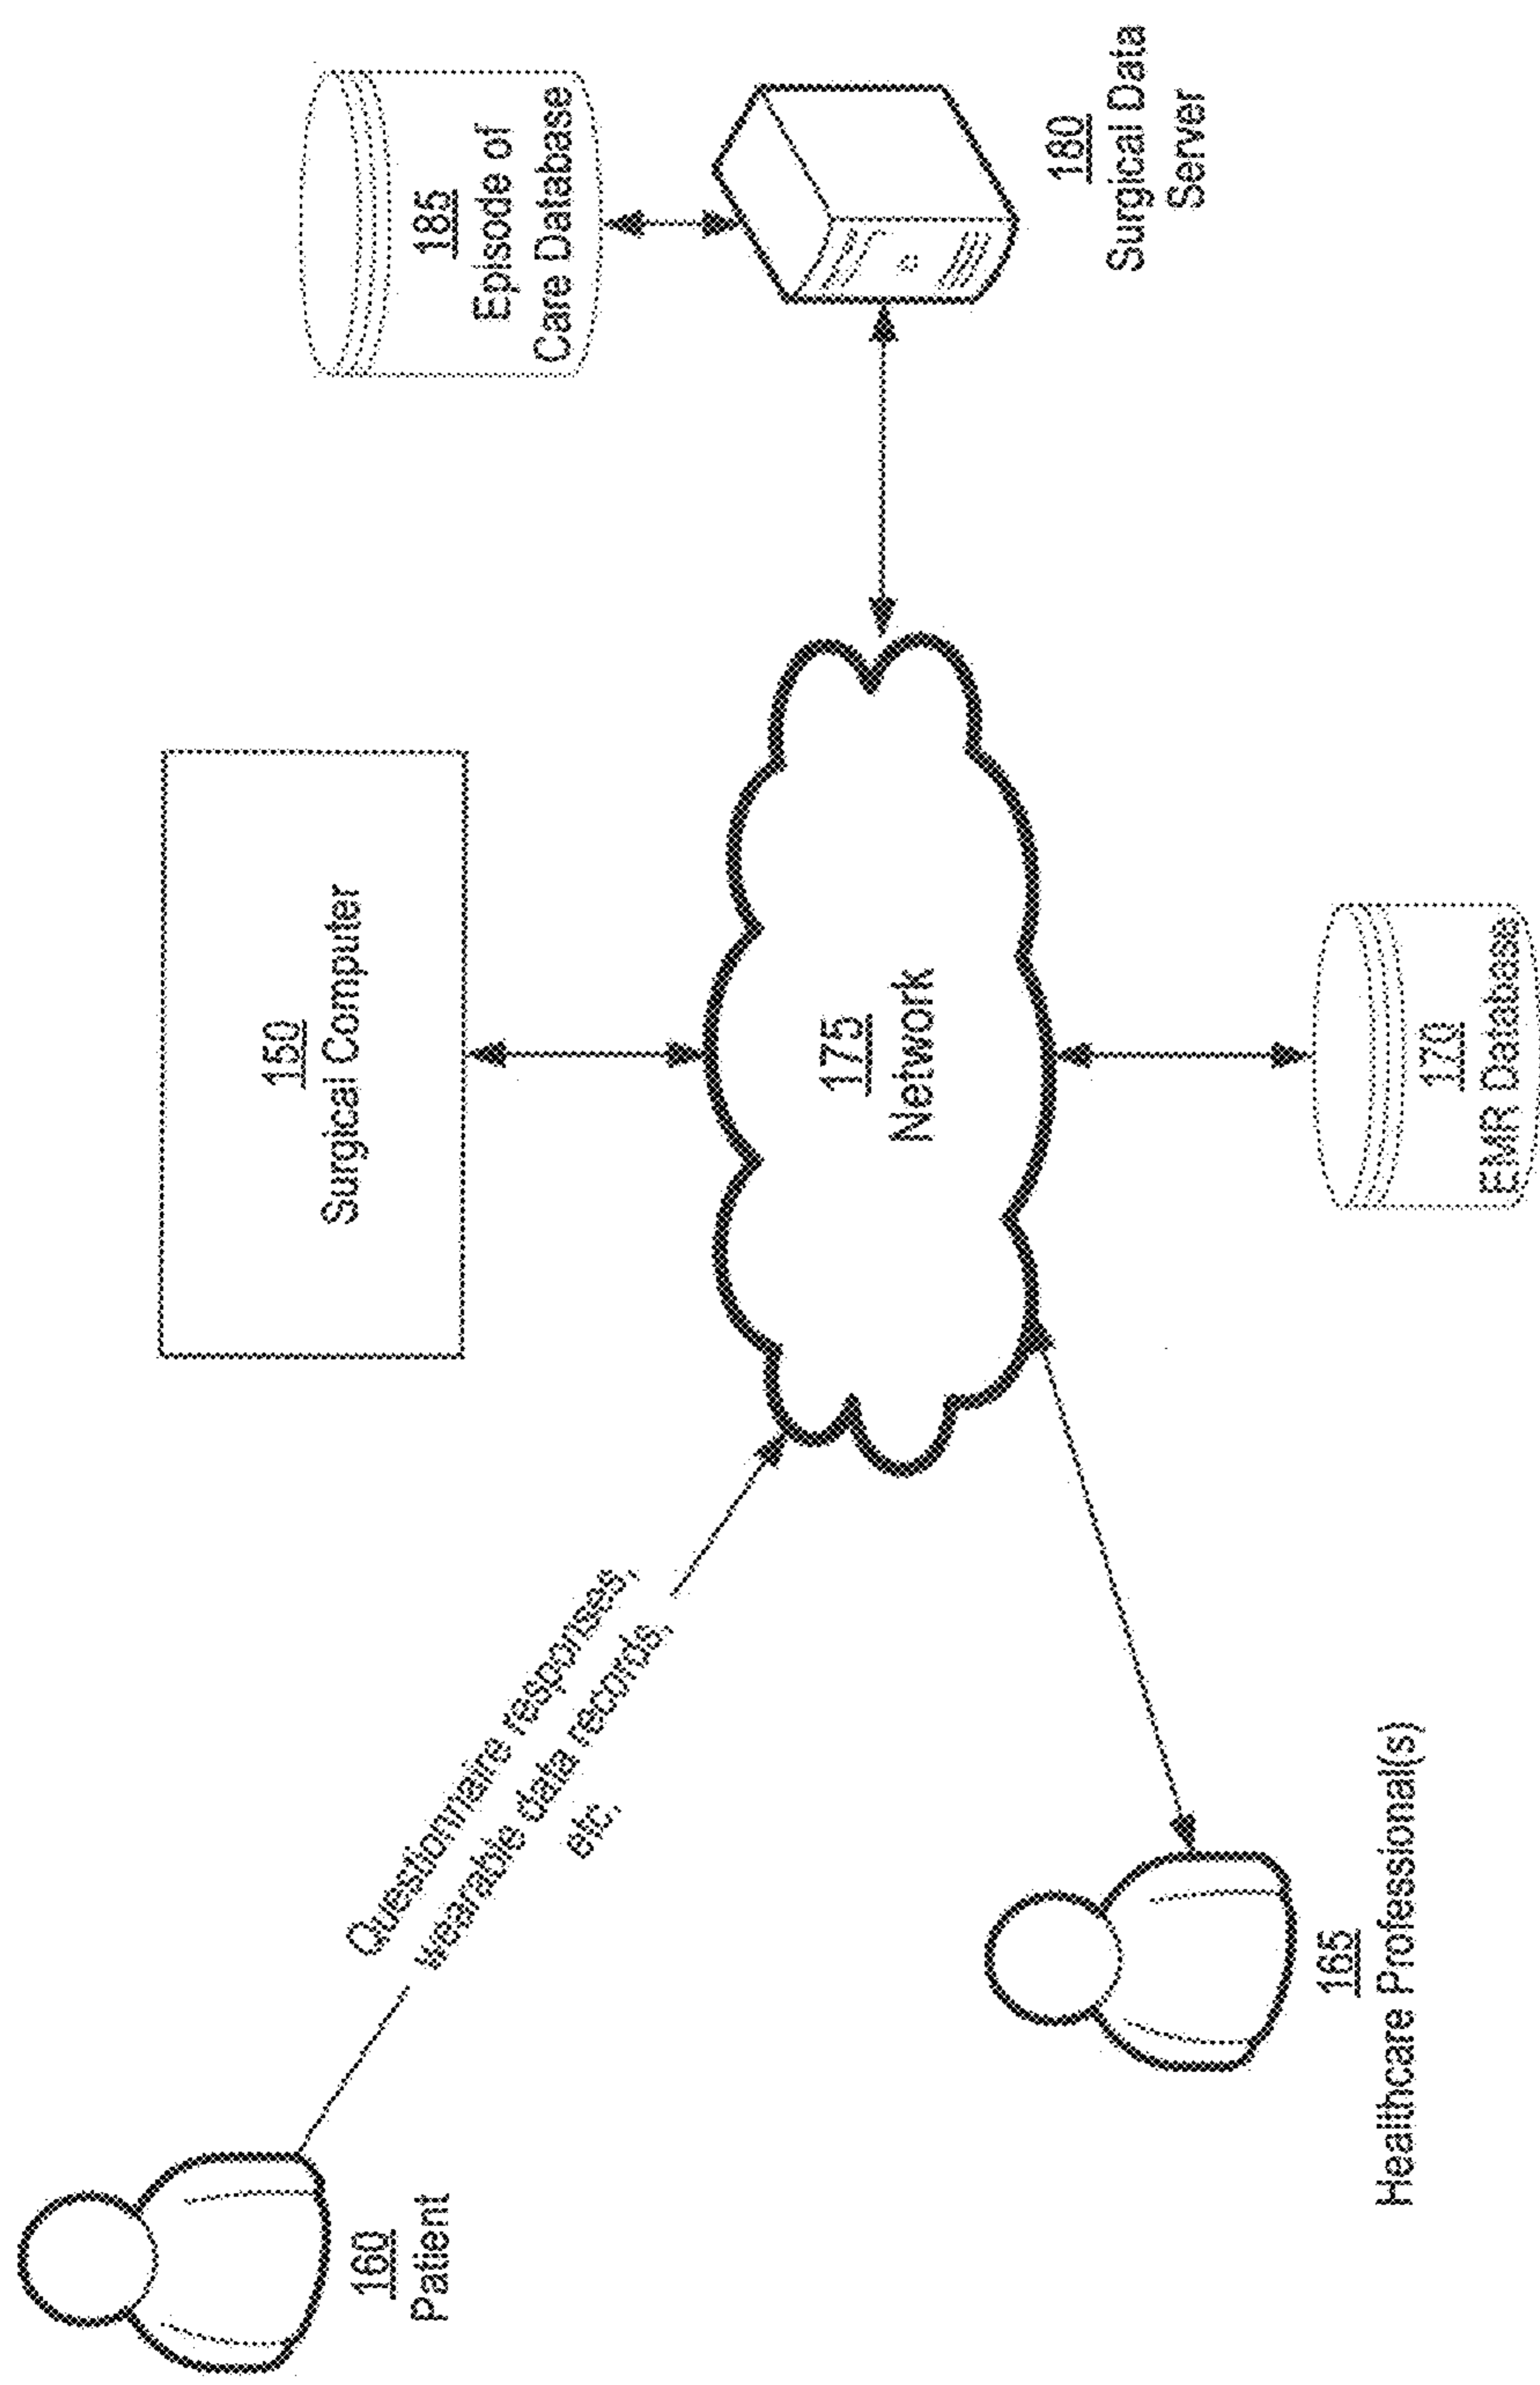 160
Patient
Questionnaire responses,
wearable data records,
etc.
165
Healthcare Professional(s)
150
Surgical Computer
175
Network
170
EMR Database
185
Episode of
Care Database
180
Surgical Data
Server